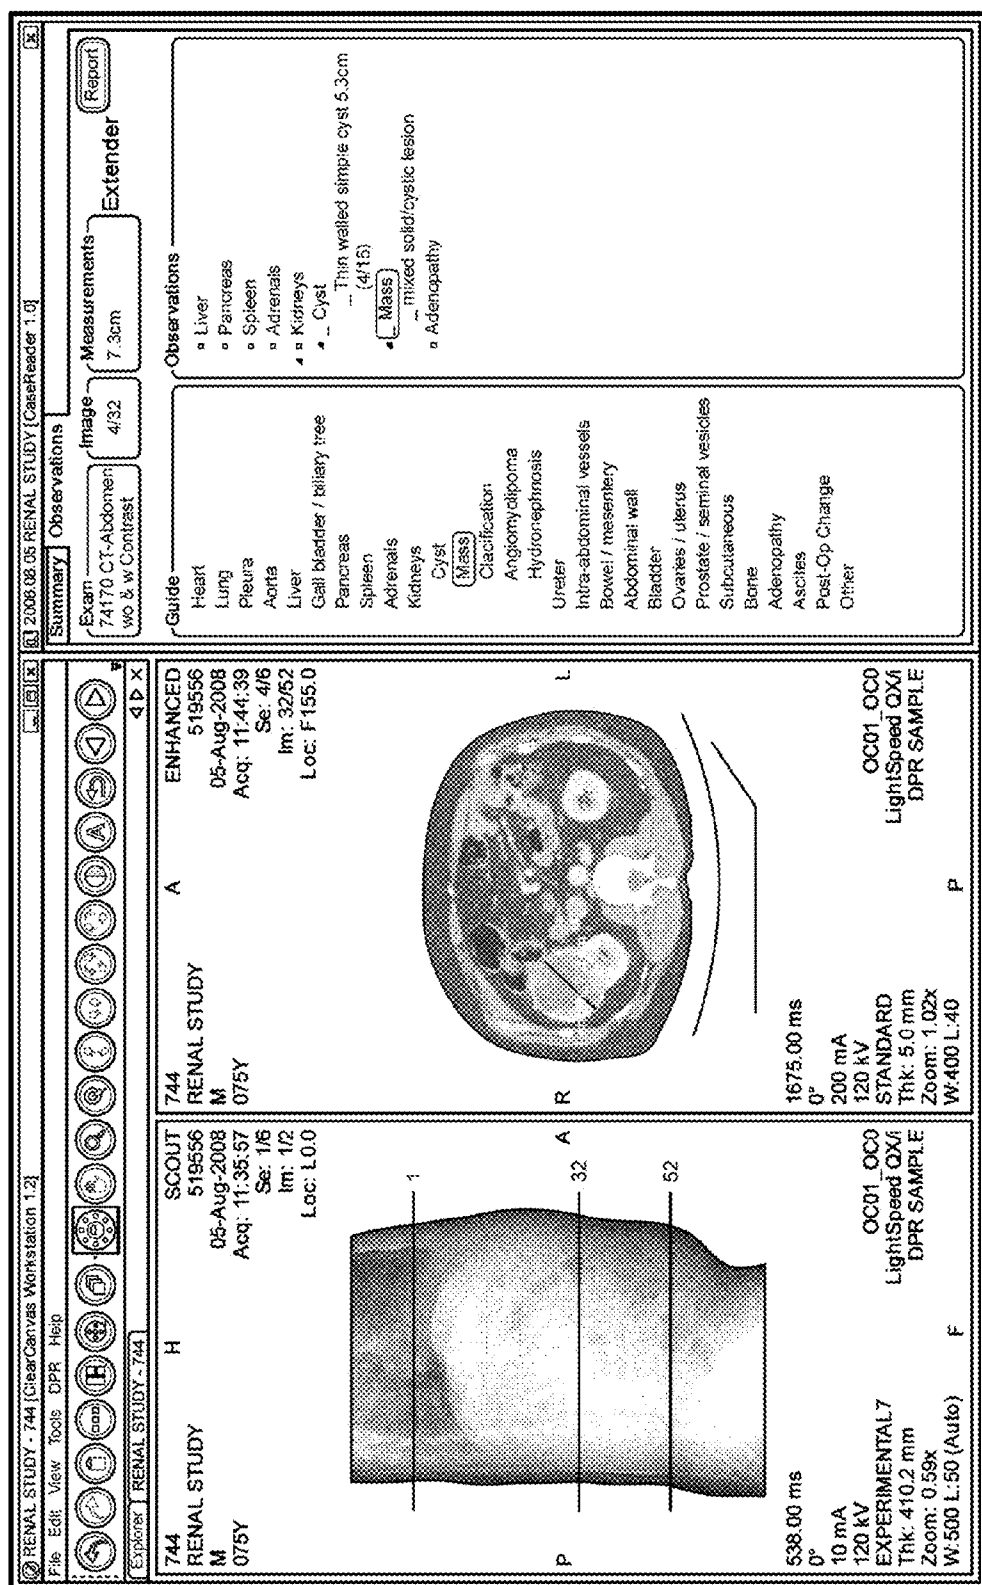 RENAL STUDY - 744 [ClearCanvas Workstation 1.2]
File Edit View Tools DPR Help
Explorer RENAL STUDY - 744
744
RENAL STUDY
M
075Y
H
SCOUT
519556
05-Aug-2008
Acq: 11:35:57
Se: 1/6
Im: 1/2
Loc: L0.0
1
P
A
32
52
538.00 ms
0°
10 mA
120 kV
EXPERIMENTAL7
Thk: 410.2 mm
Zoom: 0.59x
W:500 L:50 (Auto)
F
OC01_OC0
LightSpeed QX/i
DPR SAMPLE
744
RENAL STUDY
M
075Y
A
ENHANCED
519556
05-Aug-2008
Acq: 11:44:39
Se: 4/6
Im: 32/52
Loc: F155.0
R
L
1675.00 ms
0°
200 mA
120 kV
STANDARD
Thk: 5.0 mm
Zoom: 1.02x
W:400 L:40
P
OC01_OC0
LightSpeed QX/i
DPR SAMPLE
2008.08.05 RENAL STUDY [CaseReader 1.0]
Summary Observations
Exam
74170 CT-Abdomen
wo & w Contrast
Image
4/32
Measurements
7.3cm
Extender
Report
Guide
Heart
Lung
Pleura
Aorta
Liver
Gall bladder / biliary tree
Pancreas
Spleen
Adrenals
Kidneys
Cyst
Mass
Clacification
Angiomyolipoma
Hydronephnosis
Ureter
Intra-abdominal vessels
Bowel / mesentery
Abdominal wall
Bladder
Ovaries / uterus
Prostate / seminal vesicles
Subcutaneous
Bone
Adenopathy
Ascites
Post-Op Change
Other
Observations
Liver
Pancreas
Spleen
Adrenals
Kidneys
_ Cyst
_ Thin walled simple cyst 5.3cm
(4/15)
_ Mass
_ mixed solid/cystic lesion
Adenopathy